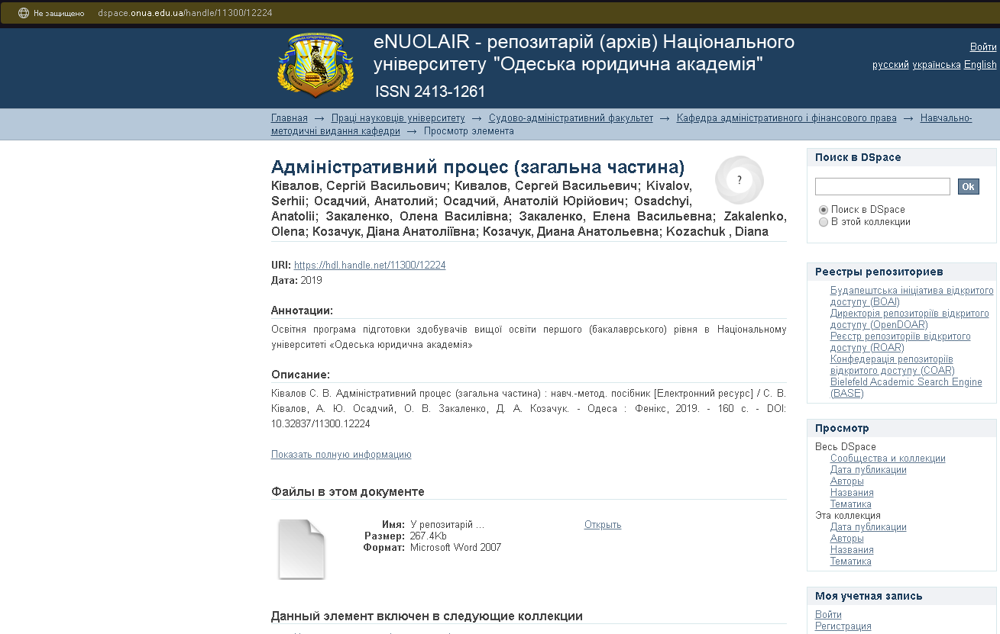 Не защищено dspace.onua.edu.ua/handle/11300/12224
eNUOLAIR - репозитарій (архів) Національного
університету "Одеська юридична академія"
ISSN 2413-1261
Войти
русский українська English
Главная → Праці науковців університету → Судово-адміністративний факультет → Кафедра адміністративного і фінансового права → Навчально-
методичні видання кафедри → Просмотр элемента
Адміністративний процес (загальна частина)
?
Ківалов, Сергій Васильович; Кивалов, Сергей Васильевич; Kivalov,
Serhii; Осадчий, Анатолий; Осадчий, Анатолій Юрійович; Osadchyi,
Anatolii; Закаленко, Олена Василівна; Закаленко, Елена Васильевна; Zakalenko,
Olena; Козачук, Діана Анатоліївна; Козачук, Диана Анатольевна; Kozachuk , Diana
URI: https://hdl.handle.net/11300/12224
Дата: 2019
Аннотации:
Освітня програма підготовки здобувачів вищої освіти першого (бакалаврського) рівня в Національному
університеті «Одеська юридична академія»
Описание:
Ківалов С. В. Адміністративний процес (загальна частина) : навч.-метод. посібник [Електронний ресурс] / С. В.
Ківалов, А. Ю. Осадчий, О. В. Закаленко, Д. А. Козачук. - Одеса : Фенікс, 2019. - 160 с. - DOI:
10.32837/11300.12224
Показать полную информацию
Файлы в этом документе
Имя: У репозитарій ...
Открыть
Размер: 267.4Kb
Формат: Microsoft Word 2007
Данный элемент включен в следующие коллекции
Поиск в DSpace
Ok
Поиск в DSpace
В этой коллекции
Реестры репозиториев
Будапештська ініціатива відкритого
доступу (BOAI)
Директорія репозиторіїв відкритого
доступу (OpenDOAR)
Реєстр репозиторіїв відкритого
доступу (ROAR)
Конфедерація репозиторіїв
відкритого доступу (COAR)
Bielefeld Academic Search Engine
(BASE)
Просмотр
Весь DSpace
Сообщества и коллекции
Дата публикации
Авторы
Названия
Тематика
Эта коллекция
Дата публикации
Авторы
Названия
Тематика
Моя учетная запись
Войти
Регистрация